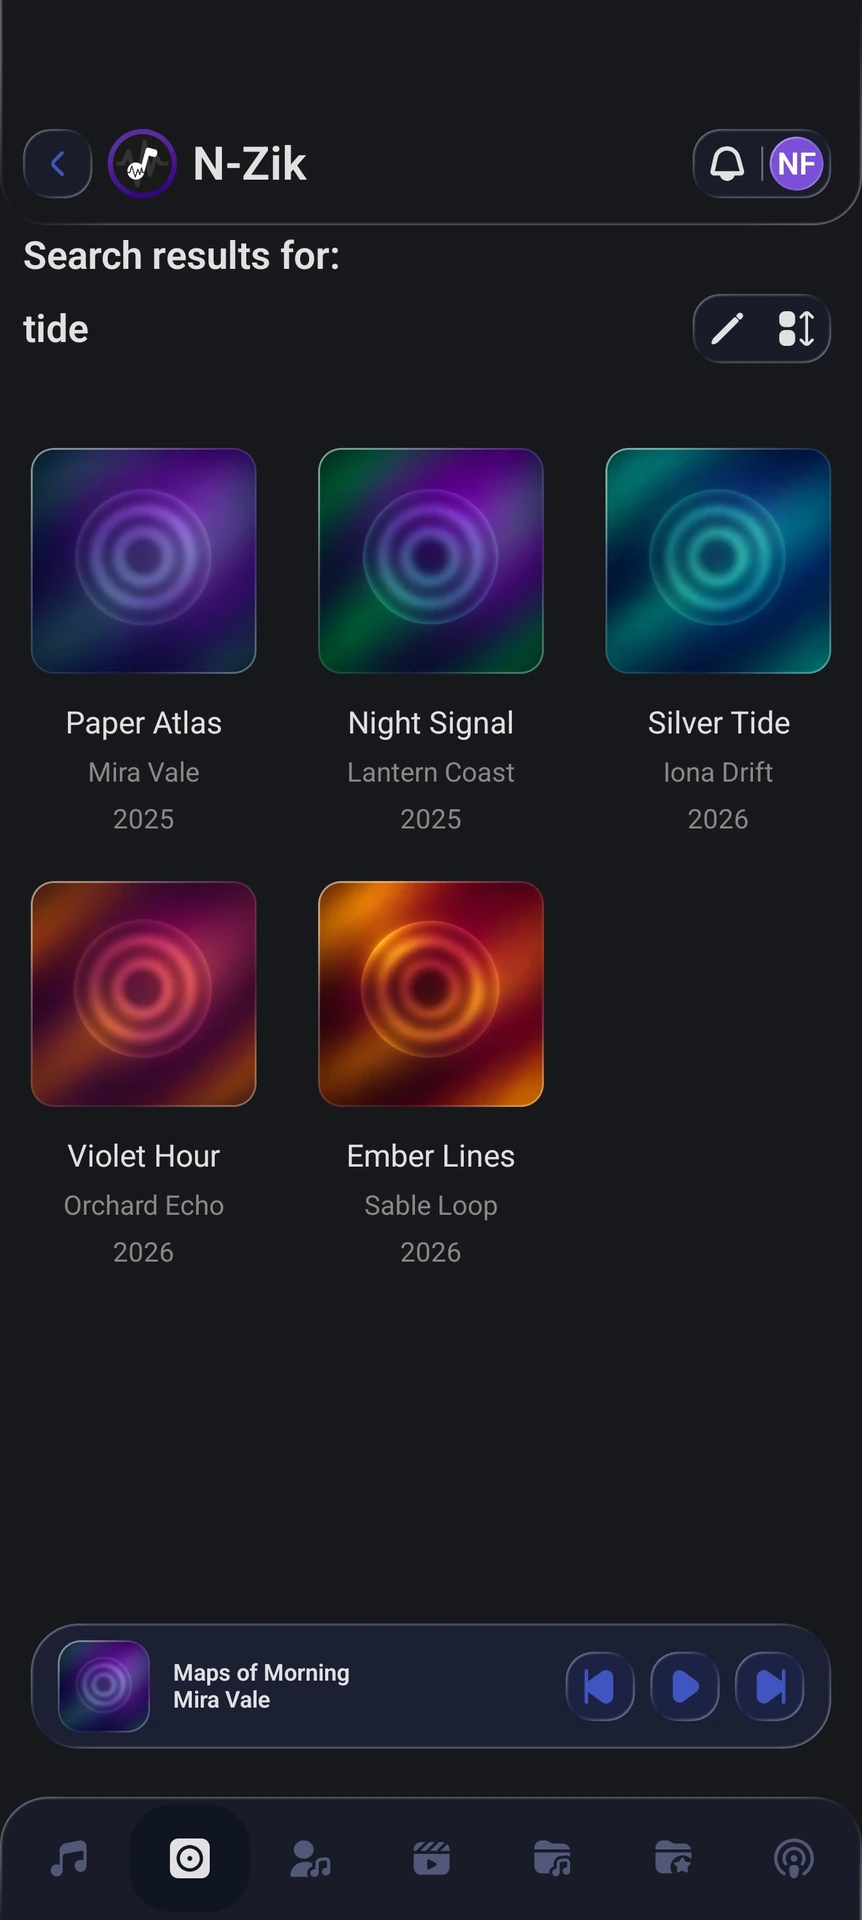 N-Zik
NF
Search results for:
tide
Paper Atlas
Mira Vale
2025
Night Signal
Lantern Coast
2025
Silver Tide
Iona Drift
2026
Violet Hour
Orchard Echo
2026
Ember Lines
Sable Loop
2026
Maps of Morning
Mira Vale